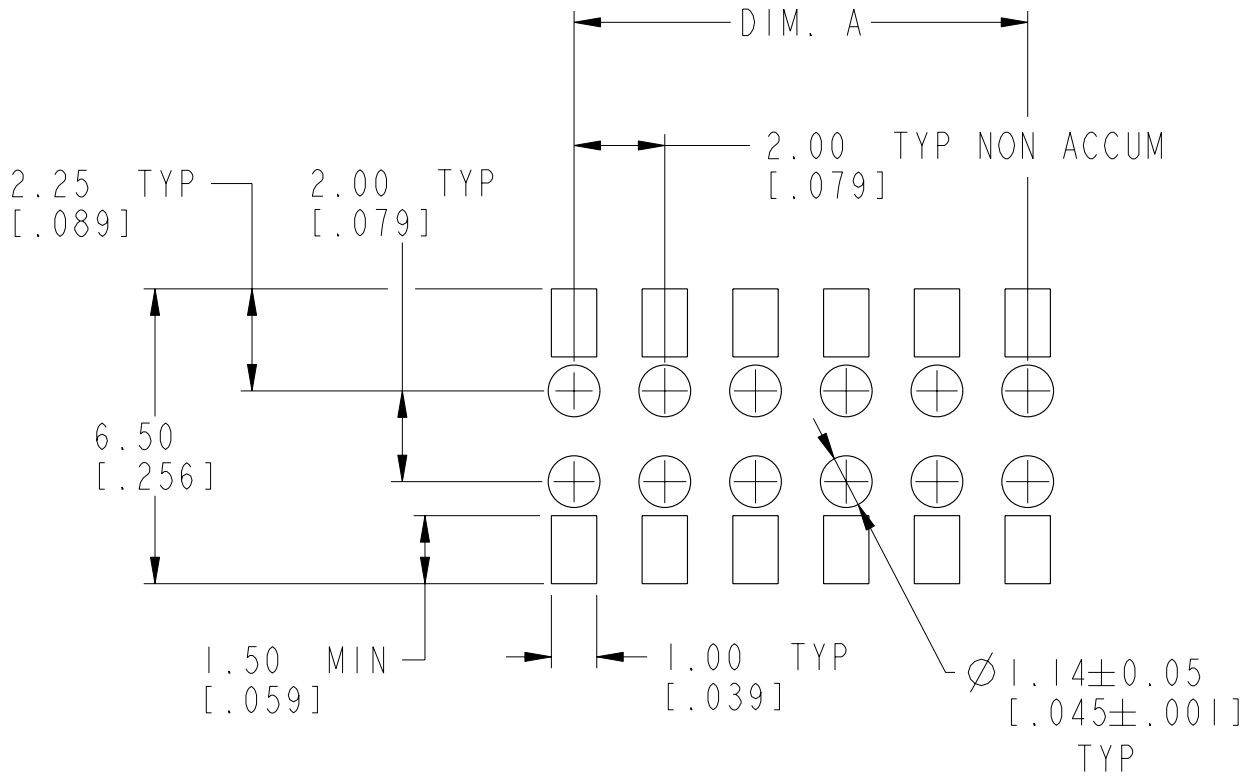 DIM. A
2.00 TYP NON ACCUM
[.079]
2.25 TYP
[.089]
2.00 TYP
[.079]
6.50
[.256]
1.50 MIN
[.059]
1.00 TYP
[.039]
Ø 1.14±0.05
[.045±.001]
TYP